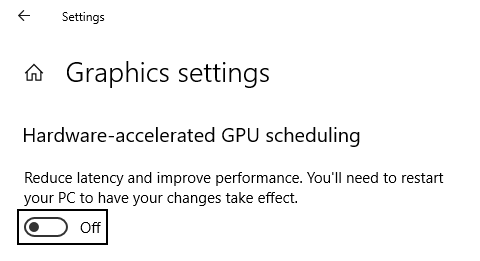 Settings
Graphics settings
Hardware-accelerated GPU scheduling
Reduce latency and improve performance. You'll need to restart
your PC to have your changes take effect.
Off